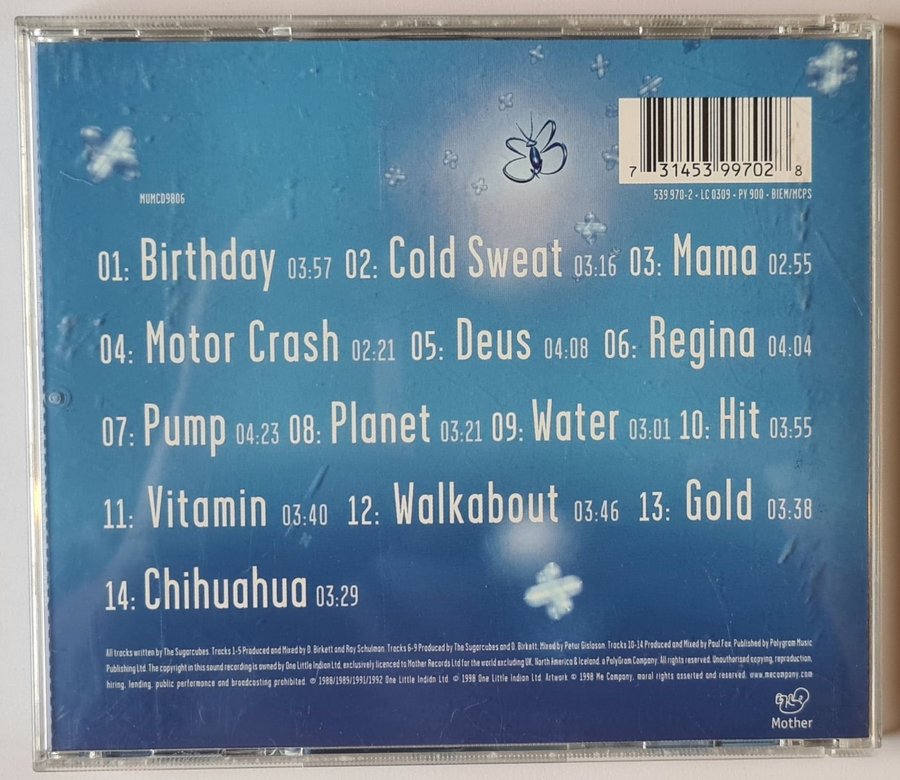 7 31453 99702 8
MUMCD9806
539 970-2 • LC 0309 • PY 900 • BIEM/MCPS
01: Birthday 03:57 02: Cold Sweat 03:16 03: Mama 02:55
04: Motor Crash 02:21 05: Deus 04:08 06: Regina 04:04
07: Pump 04:23 08: Planet 03:21 09: Water 03:01 10: Hit 03:55
11: Vitamin 03:40 12: Walkabout 03:46 13: Gold 03:38
14: Chihuahua 03:29
All tracks written by The Sugarcubes. Tracks 1-5 Produced and Mixed by D. Birkett and Ray Schulman. Tracks 6-9 Produced by The Sugarcubes and D. Birkett. Mixed by Petur Gislason. Tracks 10-14 Produced and Mixed by Paul Fox. Published by Polygram Music
Publishing Ltd. The copyright in this sound recording is owned by One Little Indian Ltd. exclusively licenced to Mother Records Ltd for the world excluding UK, North America & Iceland. a PolyGram Company. All rights reserved. Unauthorised copying, reproduction,
hiring, lending, public performance and broadcasting prohibited. ℗ 1988/1989/1991/1992 One Little Indian Ltd. © 1998 One Little Indian Ltd. Artwork © 1998 Me Company, moral rights asserted and reserved. www.mecompany.com
Mother